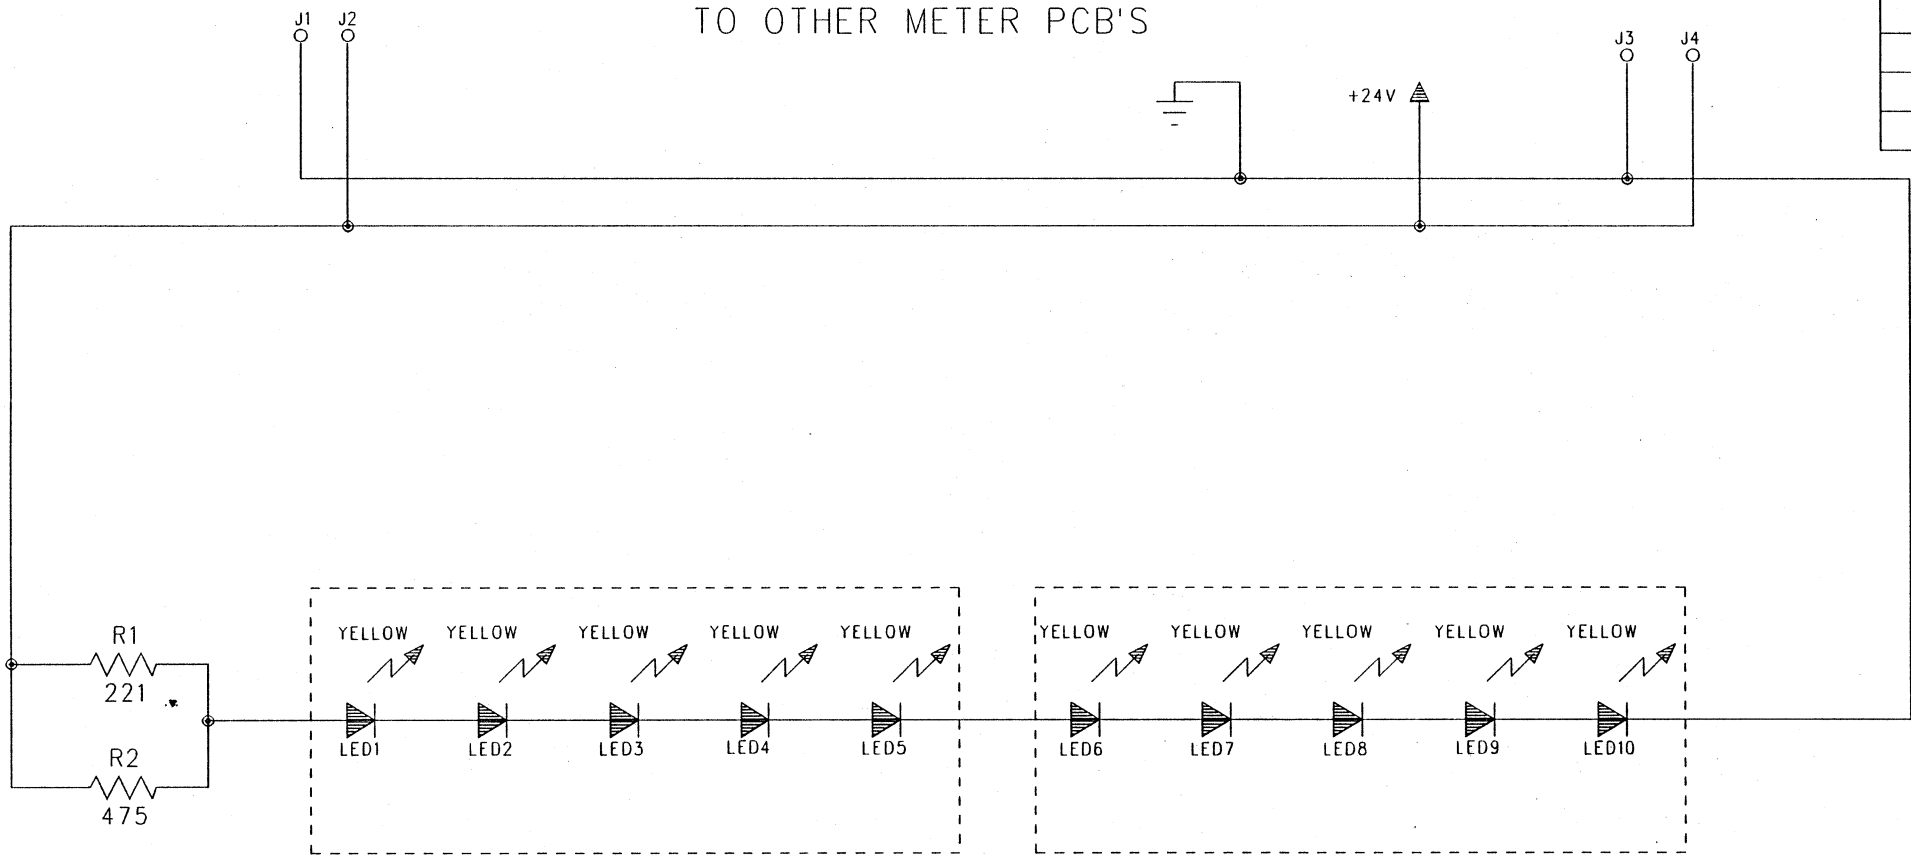 TO OTHER METER PCB'S
J1 J2
J3 J4
+24V
R1
221
R2
475
YELLOW YELLOW YELLOW YELLOW YELLOW YELLOW YELLOW YELLOW YELLOW YELLOW
LED1 LED2 LED3 LED4 LED5 LED6 LED7 LED8 LED9 LED10